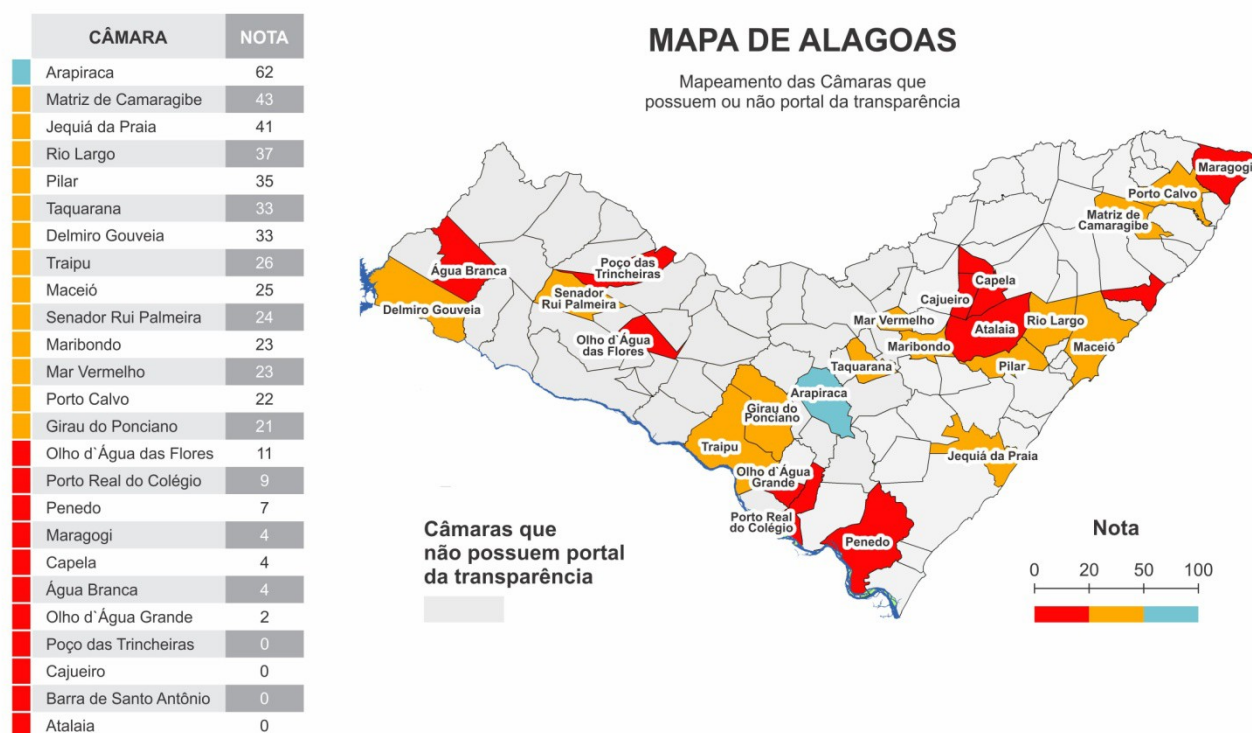 CÂMARA NOTA
Arapiraca 62
Matriz de Camaragibe 43
Jequiá da Praia 41
Rio Largo 37
Pilar 35
Taquarana 33
Delmiro Gouveia 33
Traipu 26
Maceió 25
Senador Rui Palmeira 24
Maribondo 23
Mar Vermelho 23
Porto Calvo 22
Girau do Ponciano 21
Olho d`Água das Flores 11
Porto Real do Colégio 9
Penedo 7
Maragogi 4
Capela 4
Água Branca 4
Olho d`Água Grande 2
Poço das Trincheiras 0
Cajueiro 0
Barra de Santo Antônio 0
Atalaia 0
MAPA DE ALAGOAS
Mapeamento das Câmaras que
possuem ou não portal da transparência
Maragogi
Porto Calvo
Matriz de
Camaragibe
Poço das
Trincheiras
Água Branca
Capela
Senador
Rui Palmeira
Cajueiro
Delmiro Gouveia
Mar Vermelho
Atalaia
Rio Largo
Olho d`Água
das Flores
Maribondo
Maceió
Taquarana
Pilar
Arapiraca
Girau do
Ponciano
Traipu
Jequiá da Praia
Olho d`Água
Grande
Porto Real
do Colégio
Penedo
Câmaras que
não possuem portal
da transparência
Nota
0 20 50 100